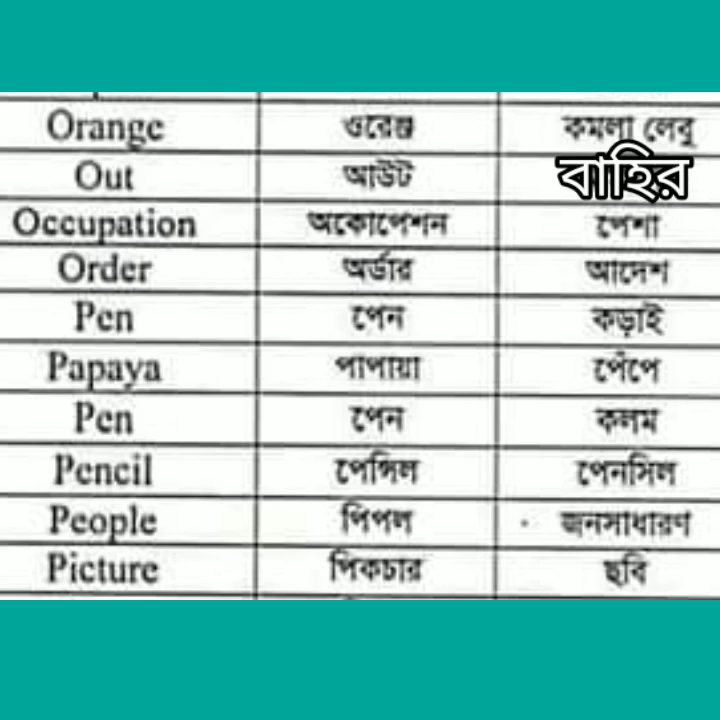 Orange ওরেঞ্জ কমলা লেবু
Out আউট বাহির
Occupation অকোপেশন পেশা
Order অর্ডার আদেশ
Pen পেন কড়াই
Papaya পাপায়া পেঁপে
Pen পেন কলম
Pencil পেন্সিল পেনসিল
People পিপল জনসাধারণ
Picture পিকচার ছবি